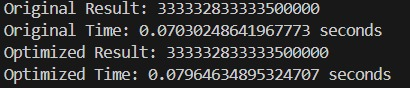 Original Result: 333332833333500000
Original Time: 0.07030248641967773 seconds
Optimized Result: 333332833333500000
Optimized Time: 0.07964634895324707 seconds